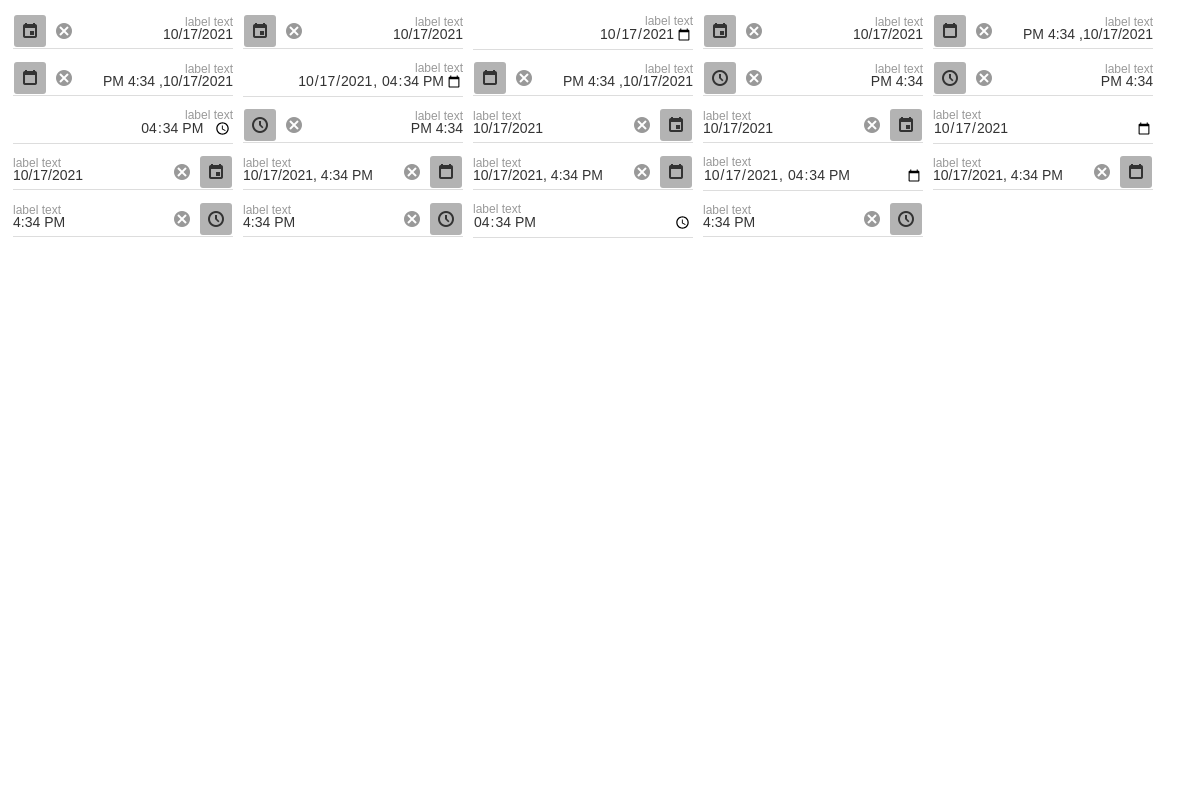 label text
10/17/2021
label text
10/17/2021
label text
10/17/2021
label text
10/17/2021
label text
PM 4:34 ,10/17/2021
label text
PM 4:34 ,10/17/2021
label text
10/17/2021, 04:34 PM
label text
PM 4:34 ,10/17/2021
label text
PM 4:34
label text
PM 4:34
label text
04:34 PM
label text
PM 4:34
label text
10/17/2021
label text
10/17/2021
label text
10/17/2021
label text
10/17/2021
label text
10/17/2021, 4:34 PM
label text
10/17/2021, 4:34 PM
label text
10/17/2021, 04:34 PM
label text
10/17/2021, 4:34 PM
label text
4:34 PM
label text
4:34 PM
label text
04:34 PM
label text
4:34 PM